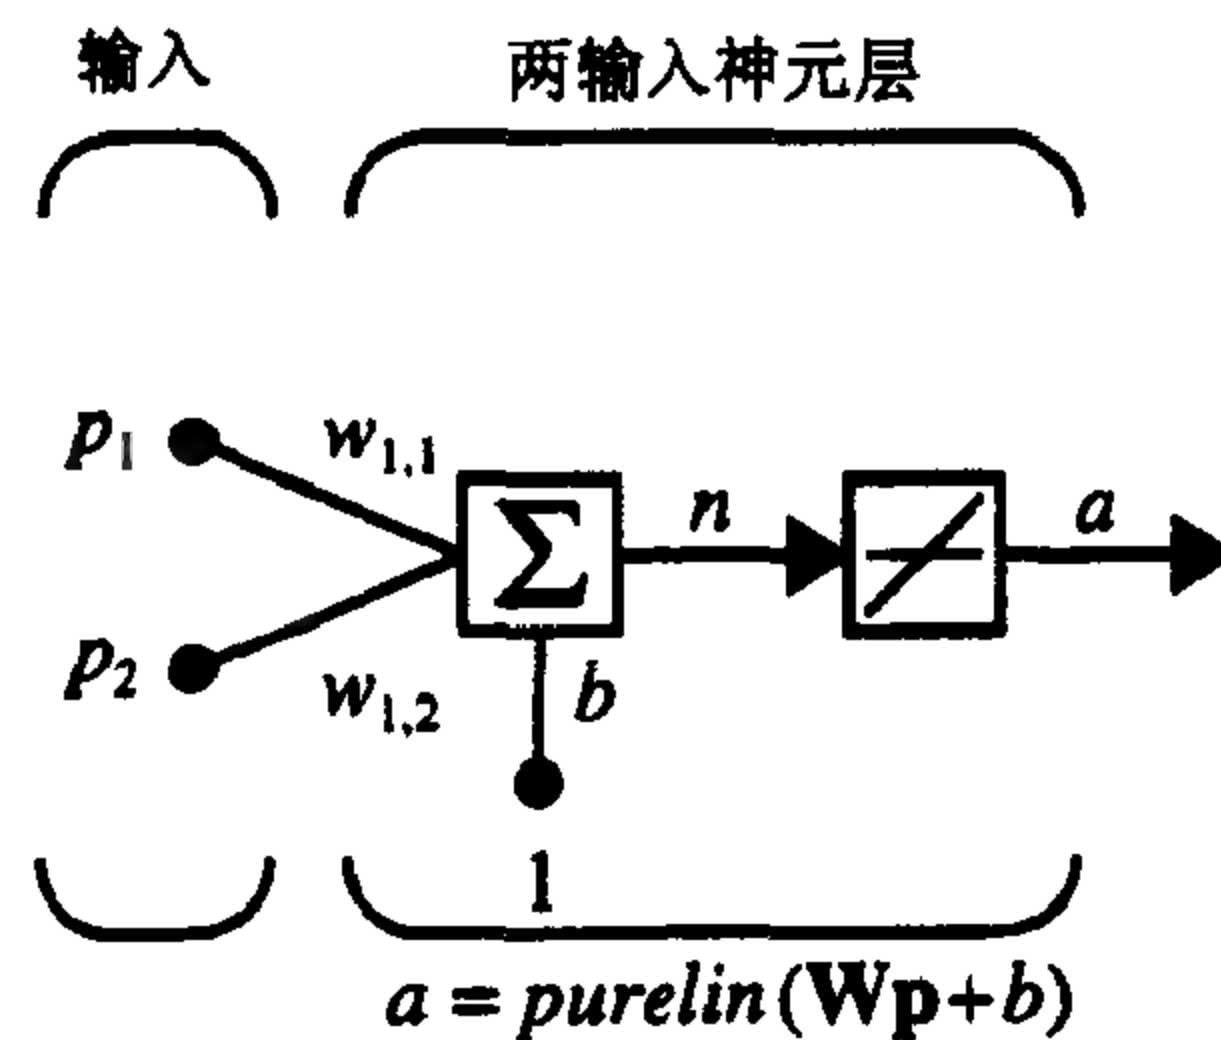 输入
两输入神元层
p₁
w₁,₁
Σ
n
a
p₂
w₁,₂
b
1
a = purelin(Wp+b)